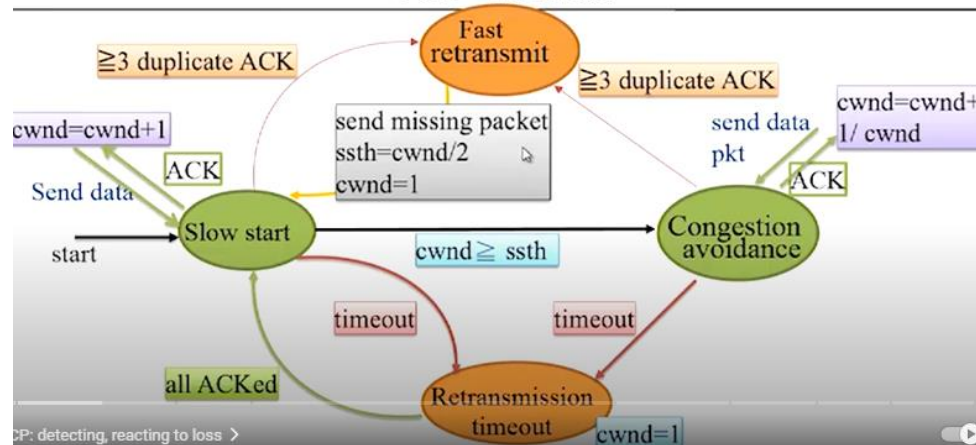 Fast
retransmit
≧3 duplicate ACK
≧3 duplicate ACK
cwnd=cwnd+1
send missing packet
ssth=cwnd/2
cwnd=1
send data
pkt
cwnd=cwnd+
1/ cwnd
ACK
Send data
ACK
start
Slow start
cwnd≧ ssth
Congestion
avoidance
timeout
timeout
all ACKed
Retransmission
timeout
cwnd=1
CP: detecting, reacting to loss >